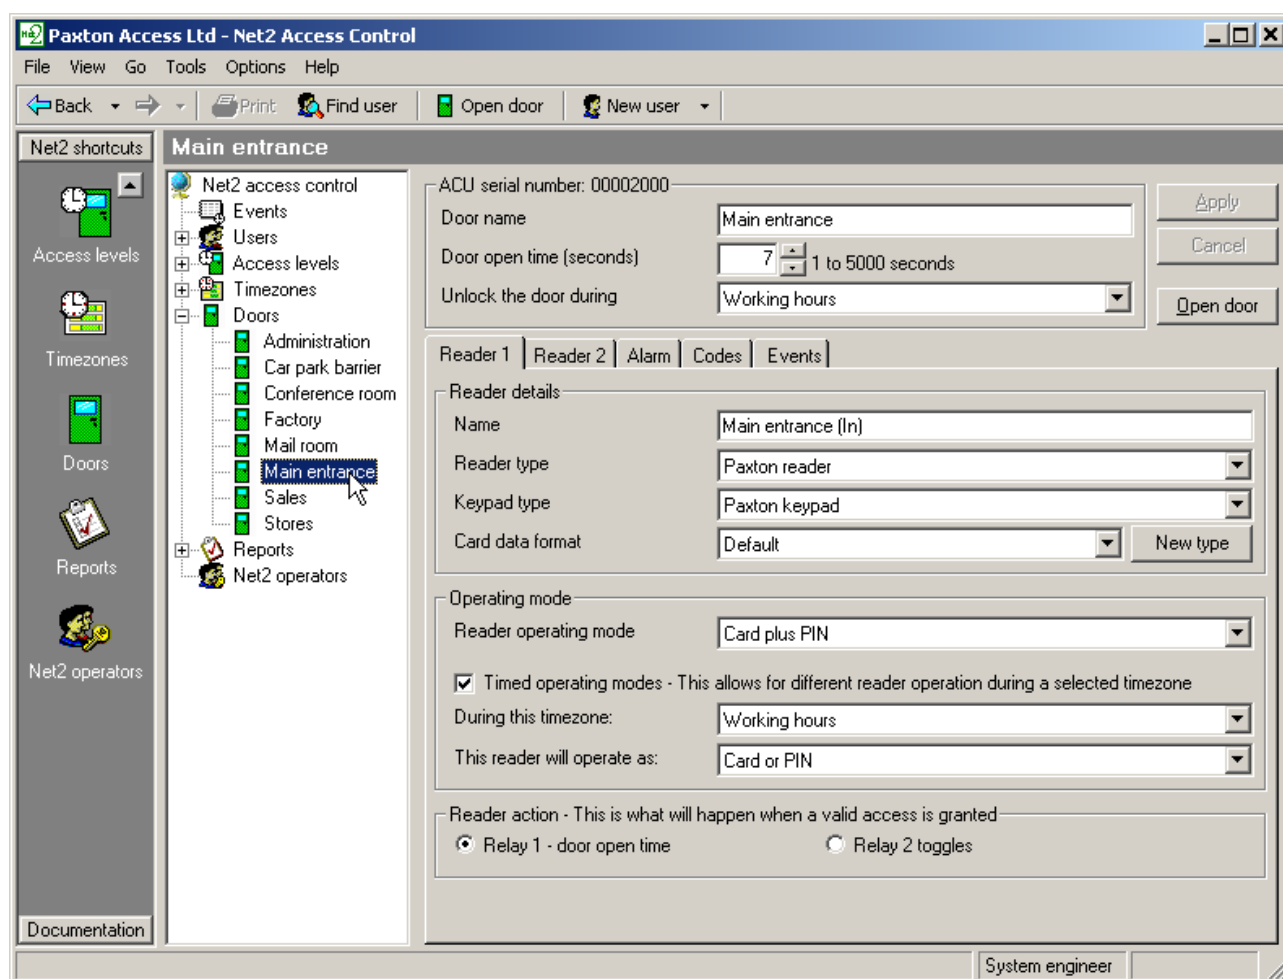 Paxton Access Ltd - Net2 Access Control
File View Go Tools Options Help
Back Print Find user Open door New user
Net2 shortcuts
Access levels
Timezones
Doors
Reports
Net2 operators
Documentation
Main entrance
Net2 access control
Events
Users
Access levels
Timezones
Doors
Administration
Car park barrier
Conference room
Factory
Mail room
Main entrance
Sales
Stores
Reports
Net2 operators
ACU serial number: 00002000
Door name Main entrance
Door open time (seconds) 7 1 to 5000 seconds
Unlock the door during Working hours
Apply
Cancel
Open door
Reader 1 Reader 2 Alarm Codes Events
Reader details
Name Main entrance (In)
Reader type Paxton reader
Keypad type Paxton keypad
Card data format Default New type
Operating mode
Reader operating mode Card plus PIN
Timed operating modes - This allows for different reader operation during a selected timezone
During this timezone: Working hours
This reader will operate as: Card or PIN
Reader action - This is what will happen when a valid access is granted
Relay 1 - door open time Relay 2 toggles
System engineer